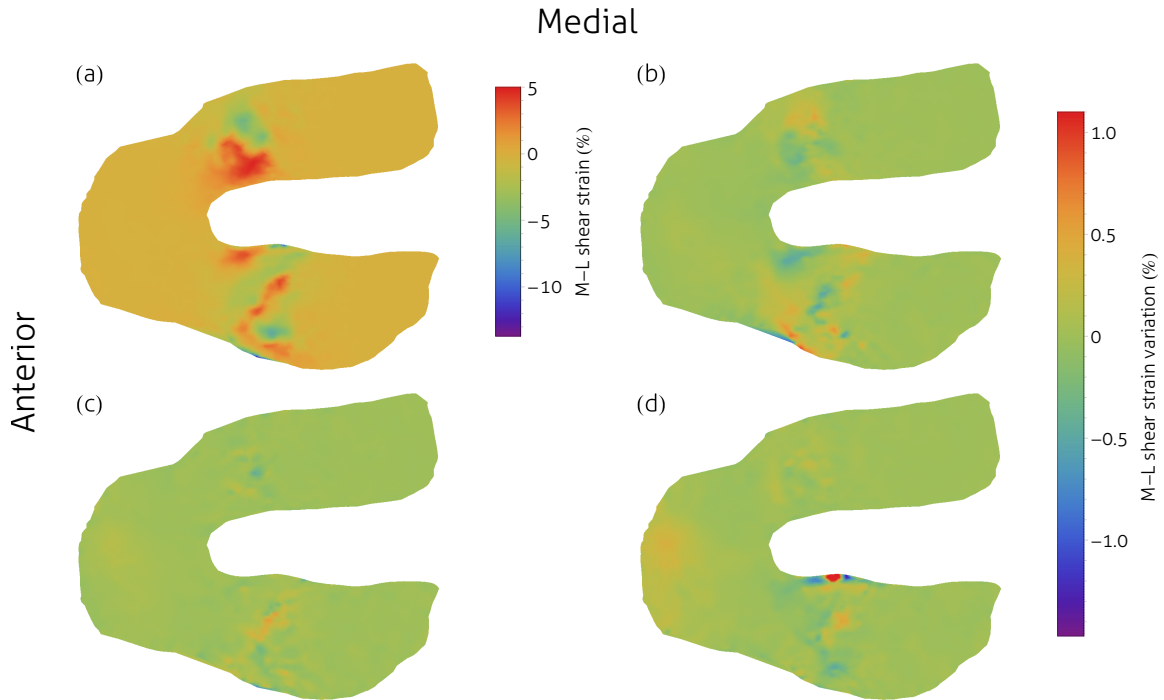 Medial
(a)
(b)
5
0
−5
−10
M−L shear strain (%)
1.0
0.5
0
−0.5
−1.0
M−L shear strain variation (%)
Anterior
(c)
(d)